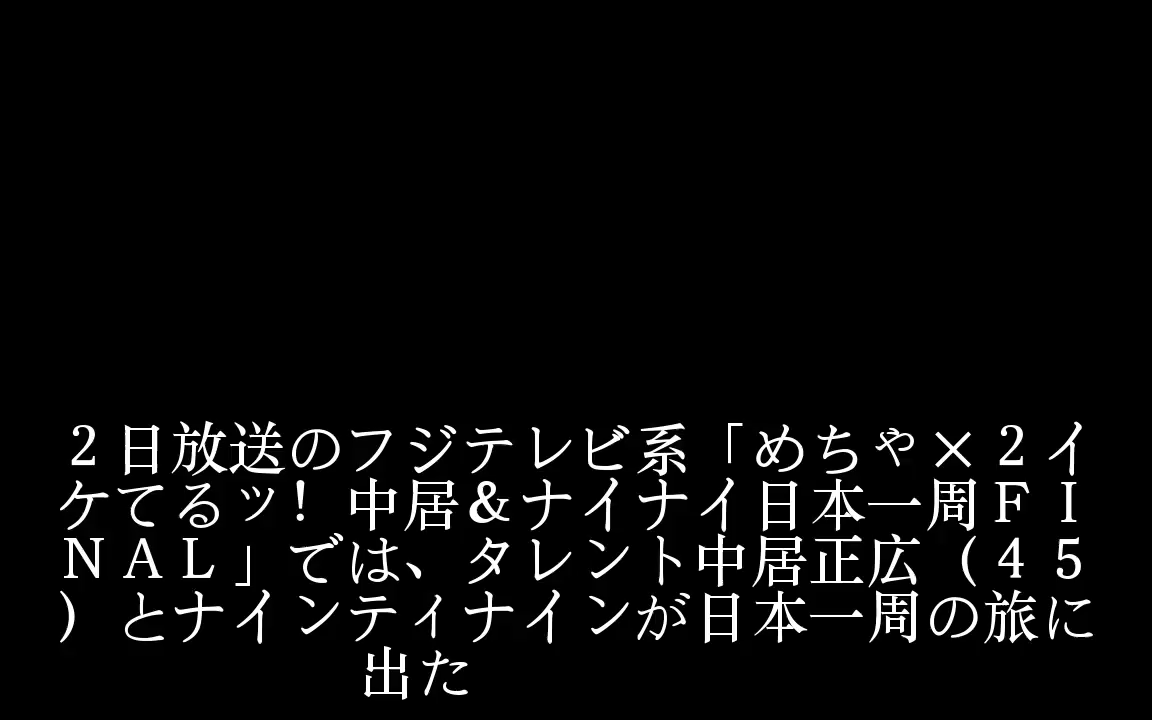 ２日放送のフジテレビ系「めちゃ×２イ
ケてるッ！中居＆ナイナイ日本一周ＦＩ
ＮＡＬ」では、タレント中居正広（４５
）とナインティナインが日本一周の旅に
出た